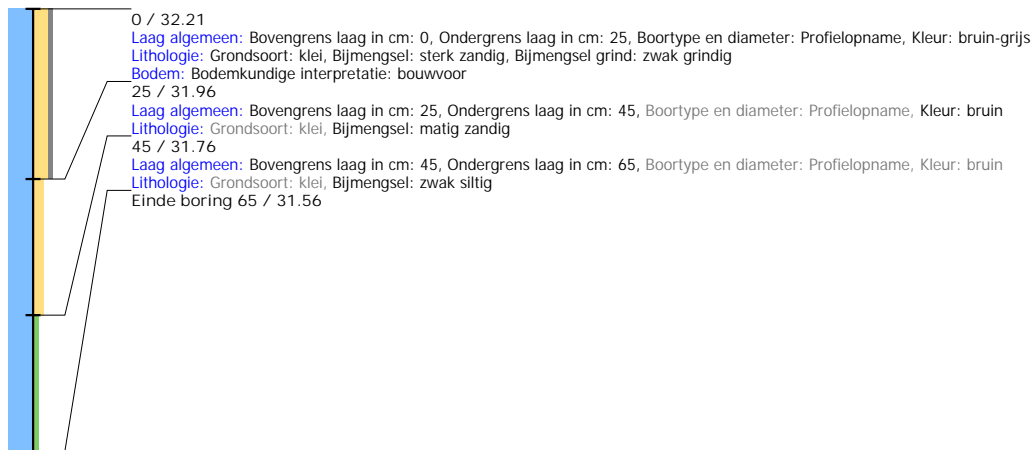 0 / 32.21
Laag algemeen: Bovengrens laag in cm: 0, Ondergrens laag in cm: 25, Boortype en diameter: Profielopname, Kleur: bruin-grijs
Lithologie: Grondsoort: klei, Bijmengsel: sterk zandig, Bijmengsel grind: zwak grindig
Bodem: Bodemkundige interpretatie: bouwvoor
25 / 31.96
Laag algemeen: Bovengrens laag in cm: 25, Ondergrens laag in cm: 45, Boortype en diameter: Profielopname, Kleur: bruin
Lithologie: Grondsoort: klei, Bijmengsel: matig zandig
45 / 31.76
Laag algemeen: Bovengrens laag in cm: 45, Ondergrens laag in cm: 65, Boortype en diameter: Profielopname, Kleur: bruin
Lithologie: Grondsoort: klei, Bijmengsel: zwak siltig
Einde boring 65 / 31.56